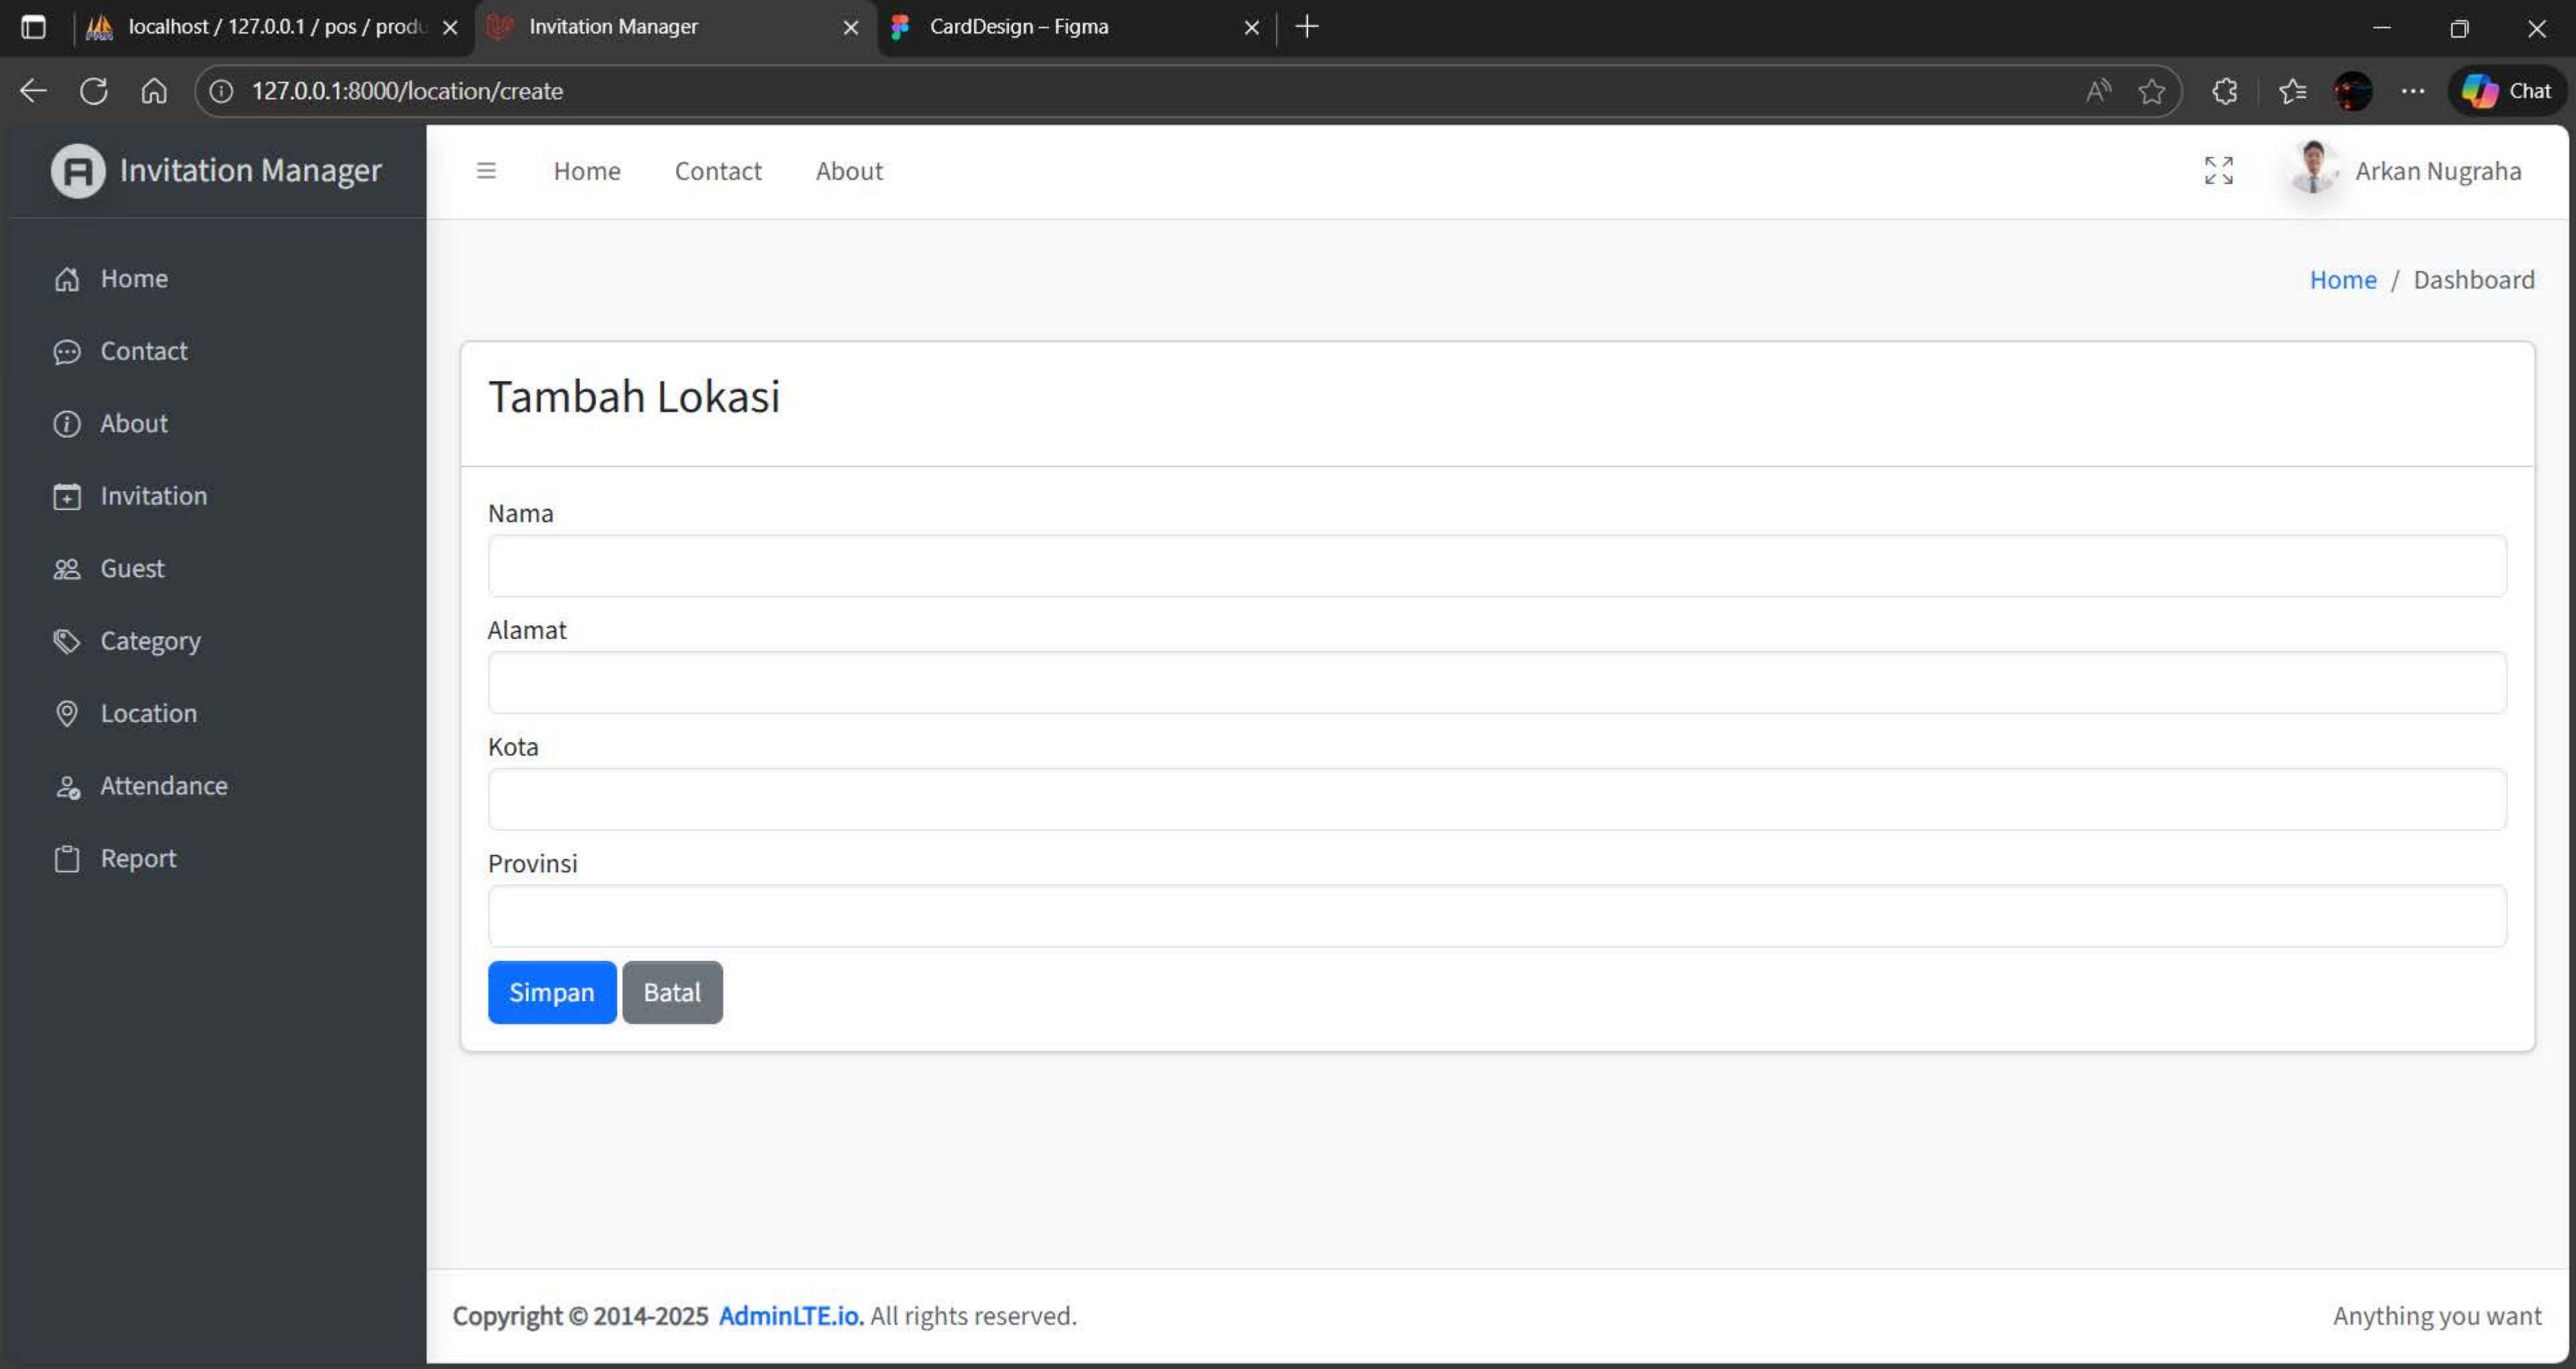 localhost / 127.0.0.1 / pos / produ
Invitation Manager
CardDesign – Figma
127.0.0.1:8000/location/create
Chat
Invitation Manager
Home
Contact
About
Arkan Nugraha
Home
Contact
About
Invitation
Guest
Category
Location
Attendance
Report
Home / Dashboard
Tambah Lokasi
Nama
Alamat
Kota
Provinsi
Simpan
Batal
Copyright © 2014-2025 AdminLTE.io. All rights reserved.
Anything you want